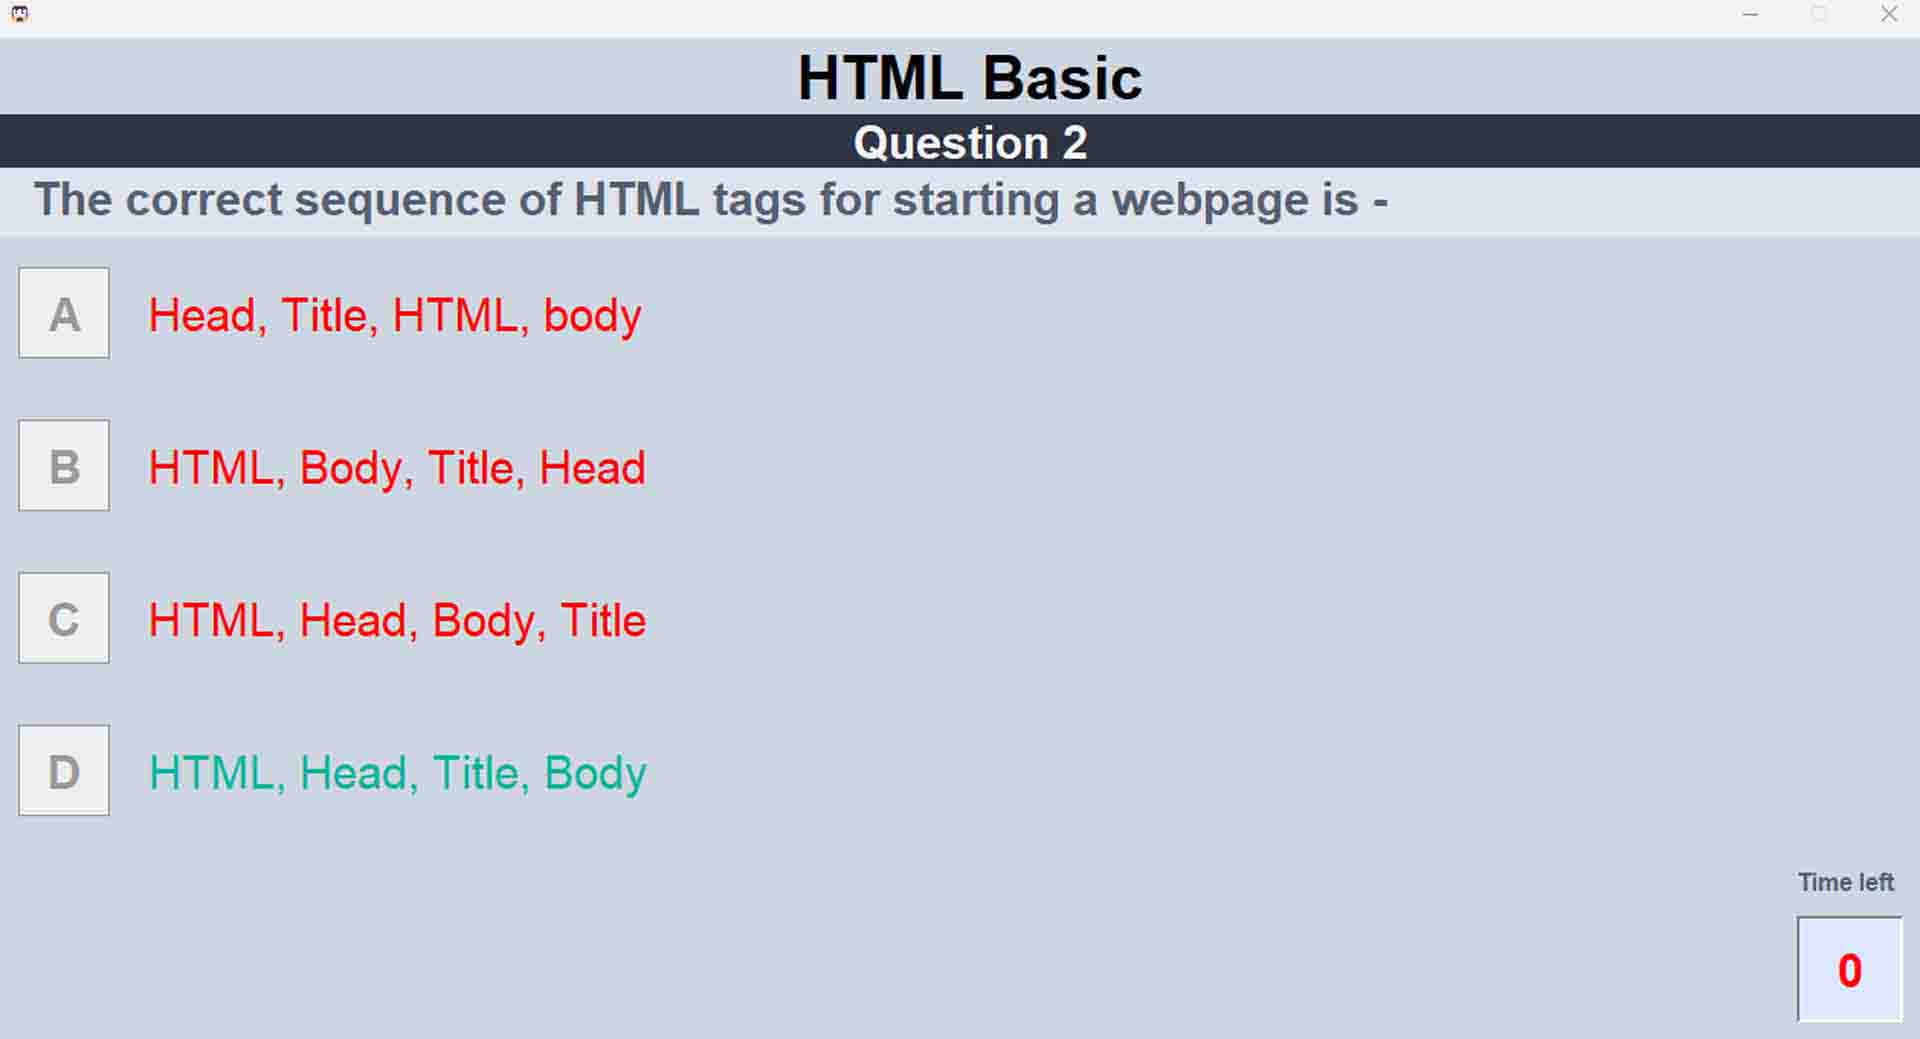 HTML Basic
Question 2
The correct sequence of HTML tags for starting a webpage is -
A Head, Title, HTML, body
B HTML, Body, Title, Head
C HTML, Head, Body, Title
D HTML, Head, Title, Body
Time left
0